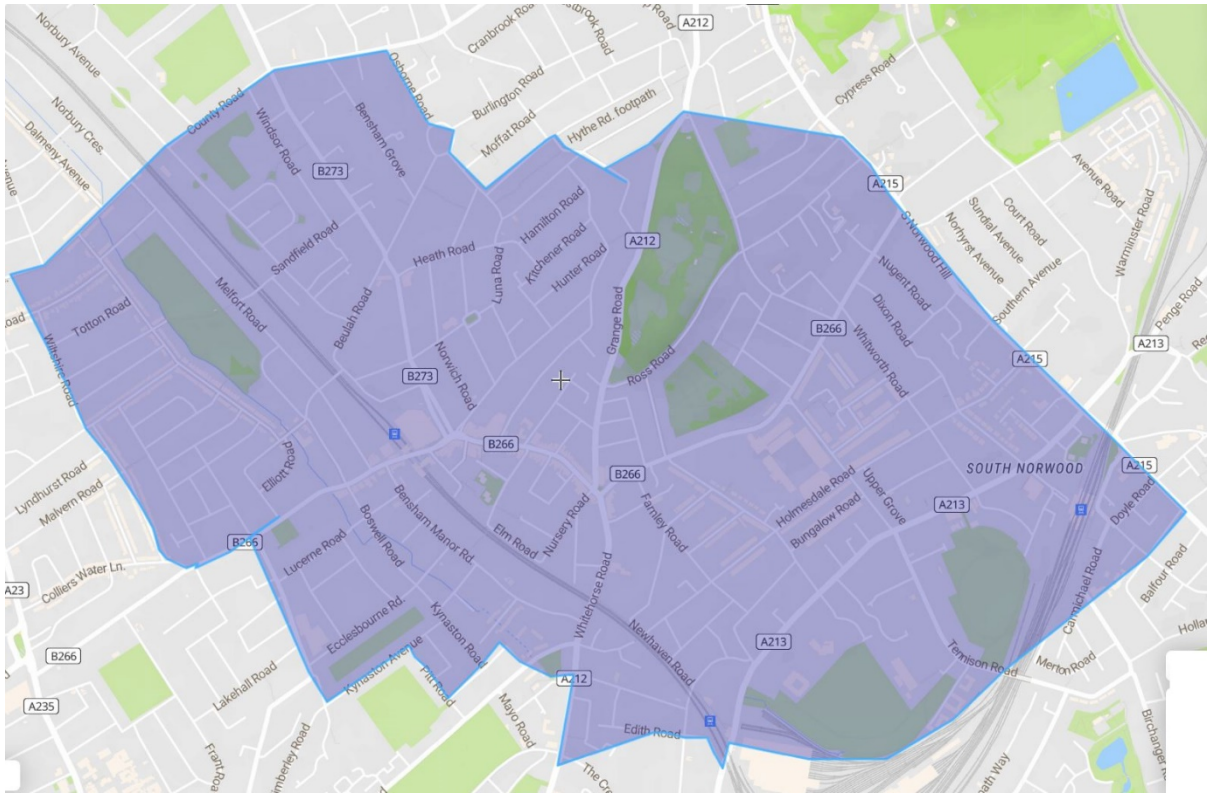 Norbury Avenue
Cranbrook Road
A212
Osborne Road
Burlington Road
Moffat Road
Hythe Rd. footpath
Cypress Road
Norbury Cres.
Dalmeny Avenue
County Road
Windsor Road
Bensham Grove
B273
A215
Avenue Road
Court Road
Sundial Avenue
Norhyrst Avenue
Warminster Road
S Norwood Hill
Southern Avenue
Sandfield Road
Heath Road
Hamilton Road
Kitchener Road
Hunter Road
Luna Road
A212
Nugent Road
Dixon Road
Whitworth Road
B266
Penge Road
A213
A215
Totton Road
Melfort Road
Beulah Road
Wiltshire Road
Grange Road
Ross Road
B273
Norwich Road
B266
B266
Elliott Road
SOUTH NORWOOD
A215
Doyle Road
Lyndhurst Road
Malvern Road
Bensham Manor Rd.
Boswell Road
Lucerne Road
Elm Road
Nursery Road
Farnley Road
Holmesdale Road
Bungalow Road
Upper Grove
A213
B266
Colliers Water Ln.
A23
Whitehorse Road
Carmichael Road
Balfour Road
Ecclesbourne Rd.
Kynaston Road
Kynaston Avenue
Pitt Road
Newhaven Road
A213
Tennison Road
Merton Road
B266
A235
Lakehall Road
A212
Mayo Road
Edith Road
Birchanger Road
Frant Road